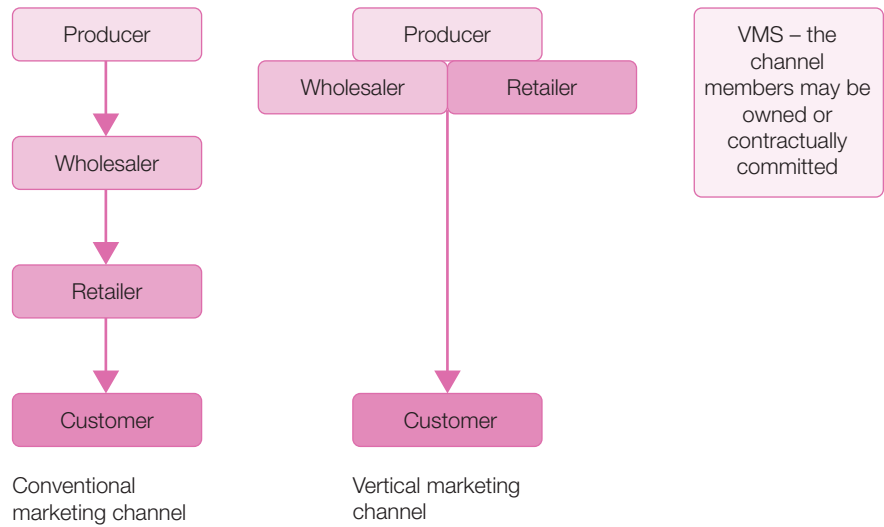 Producer
Wholesaler
Retailer
Customer
Conventional
marketing channel
Producer
Wholesaler
Retailer
Customer
Vertical marketing
channel
VMS – the
channel
members may be
owned or
contractually
committed